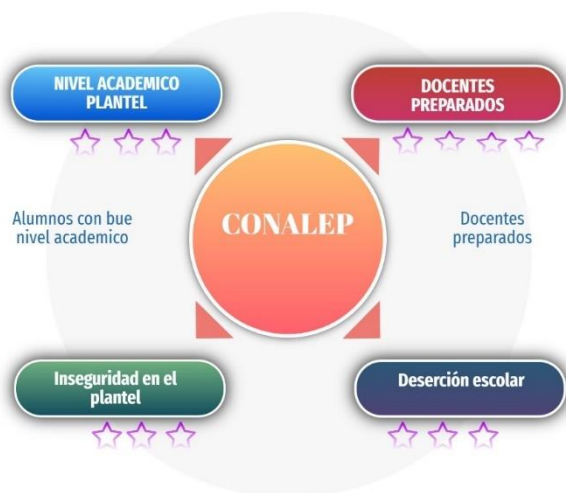 NIVEL ACADEMICO
PLANTEL
DOCENTES
PREPARADOS
Alumnos con bue
nivel academico
CONALEP
Docentes
preparados
Inseguridad en el
plantel
Deserción escolar